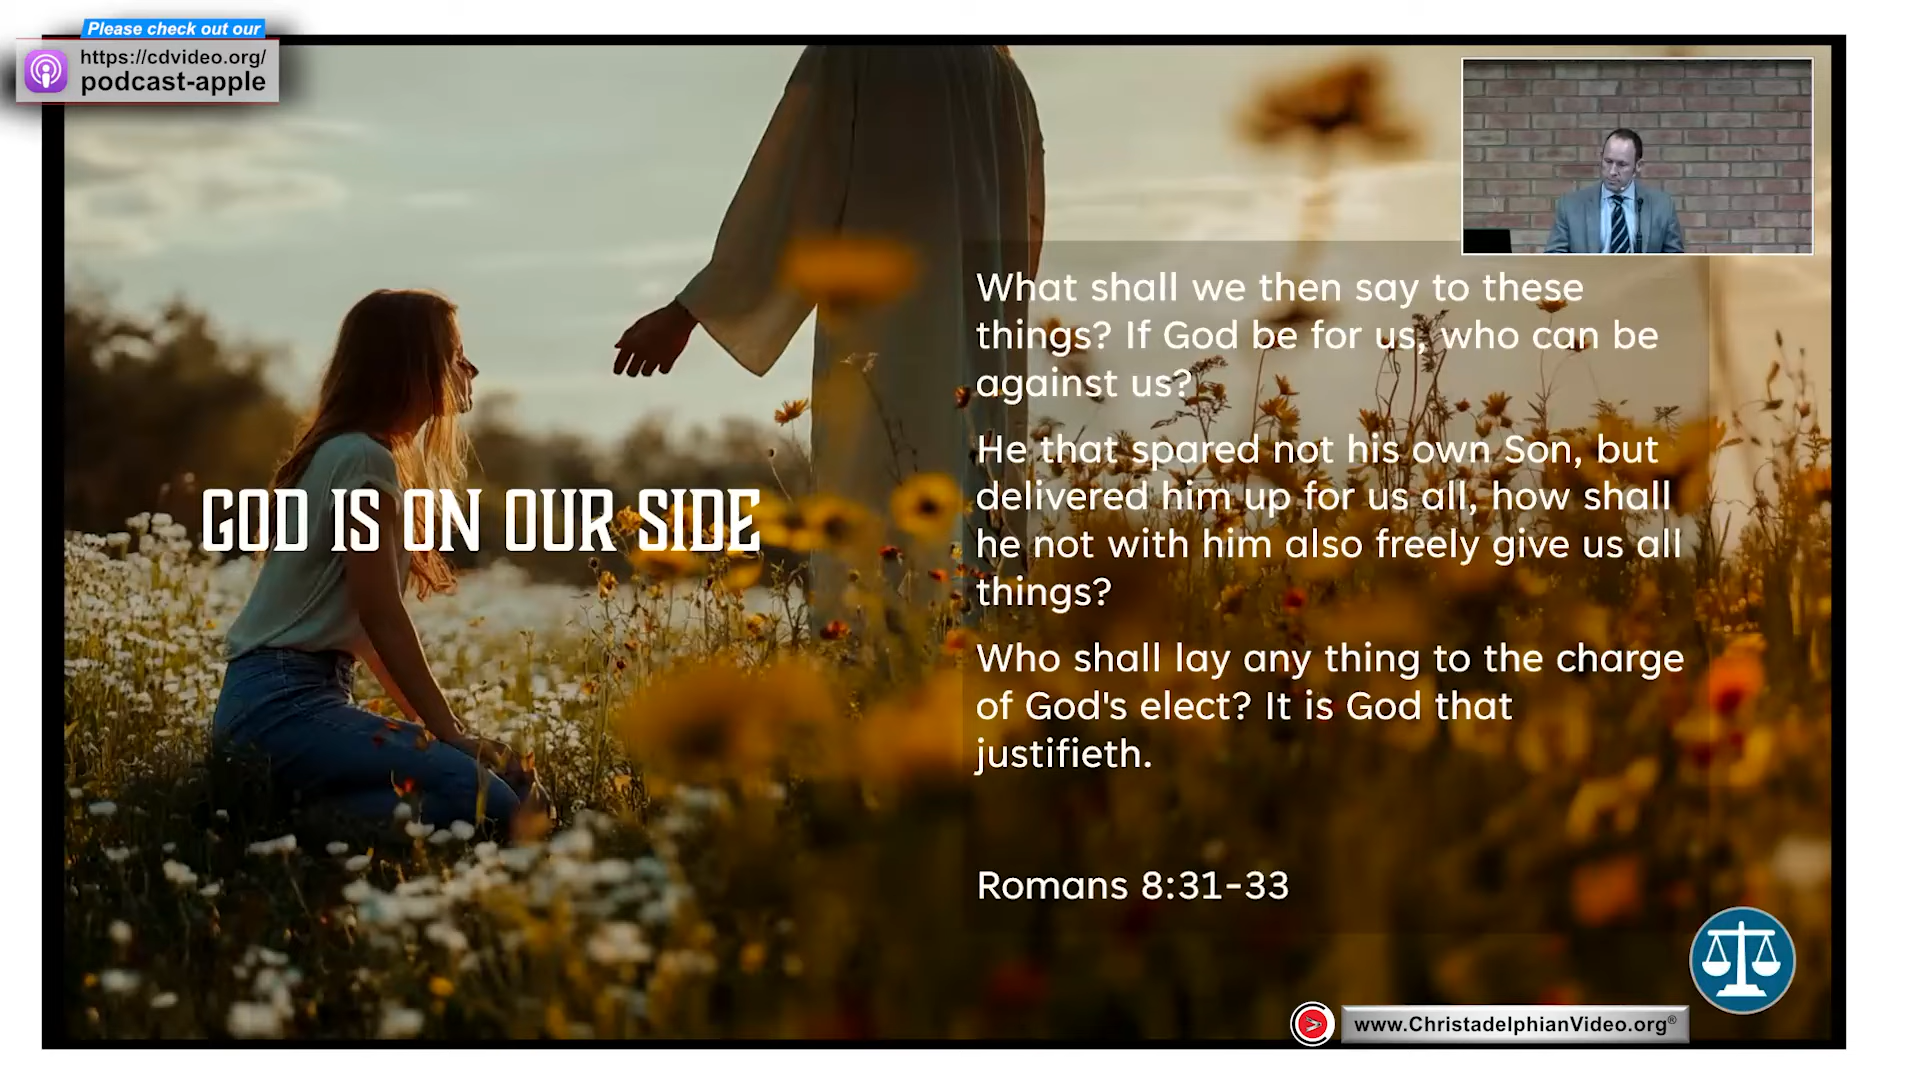 Please check out our
https://cdvideo.org/
podcast-apple
GOD IS ON OUR SIDE
What shall we then say to these
things? If God be for us, who can be
against us?
He that spared not his own Son, but
delivered him up for us all, how shall
he not with him also freely give us all
things?
Who shall lay any thing to the charge
of God's elect? It is God that
justifieth.
Romans 8:31-33
www.ChristadelphianVideo.org®